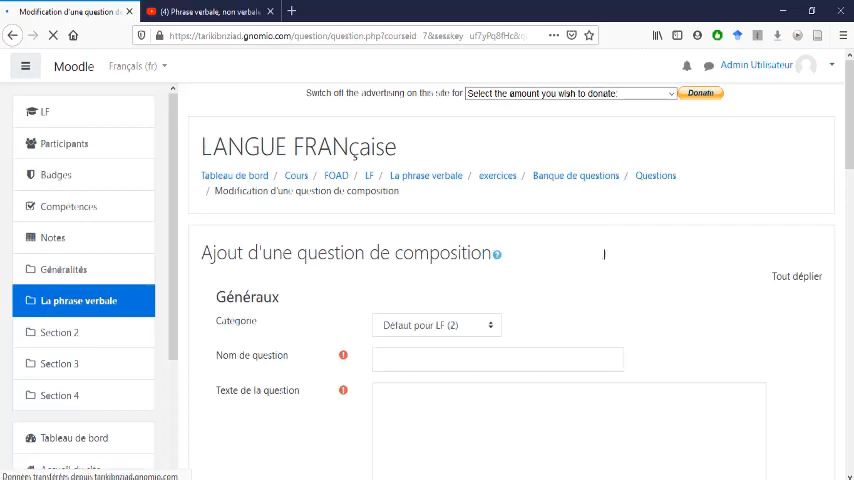 Modification d'une question de
(4) Phrase verbale, non verbale
https://tarikibnziad.gnomio.com/question/question.php?courseid
7&sesskey
uf7yPq8fHc&
Moodle
Français (fr)
Admin Utilisateur
Switch off the advertising on this site for
Select the amount you wish to donate:
Donate
LF
Participants
Badges
Compétences
Notes
Généralités
La phrase verbale
Section 2
Section 3
Section 4
Tableau de bord
Accueil du site
LANGUE FRANçaise
Tableau de bord / Cours / FOAD / LF / La phrase verbale / exercices / Banque de questions / Questions
/ Modification d'une question de composition
Ajout d'une question de composition
Tout déplier
Généraux
Catégorie
Défaut pour LF (2)
Nom de question
Texte de la question
Données transférées depuis tarikibnziad.gnomio.com